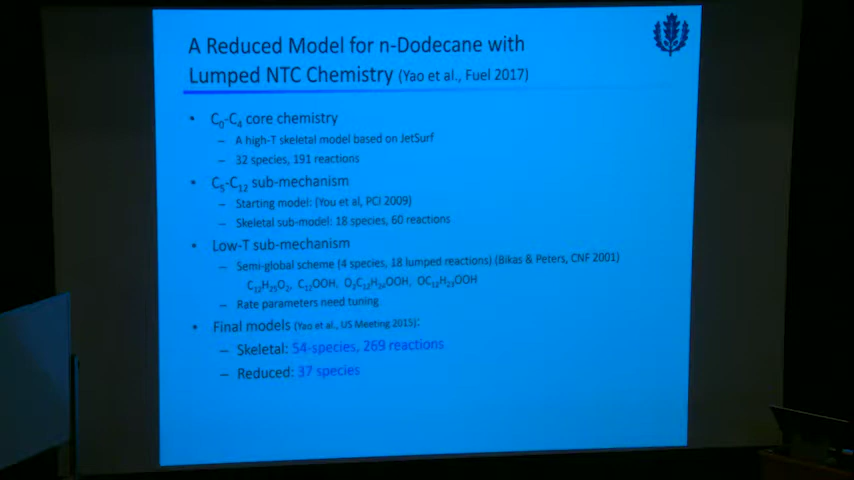 A Reduced Model for n-Dodecane with
Lumped NTC Chemistry (Yao et al., Fuel 2017)
• C₀-C₄ core chemistry
– A high-T skeletal model based on JetSurf
– 32 species, 191 reactions
• C₅-C₁₂ sub-mechanism
– Starting model: (You et al, PCI 2009)
– Skeletal sub-model: 18 species, 60 reactions
• Low-T sub-mechanism
– Semi-global scheme (4 species, 18 lumped reactions) (Bikas & Peters, CNF 2001)
C₁₂H₂₅O₂, C₁₂OOH, O₂C₁₂H₂₄OOH, OC₁₂H₂₃OOH
– Rate parameters need tuning
• Final models (Yao et al., US Meeting 2015):
– Skeletal: 54-species, 269 reactions
– Reduced: 37 species